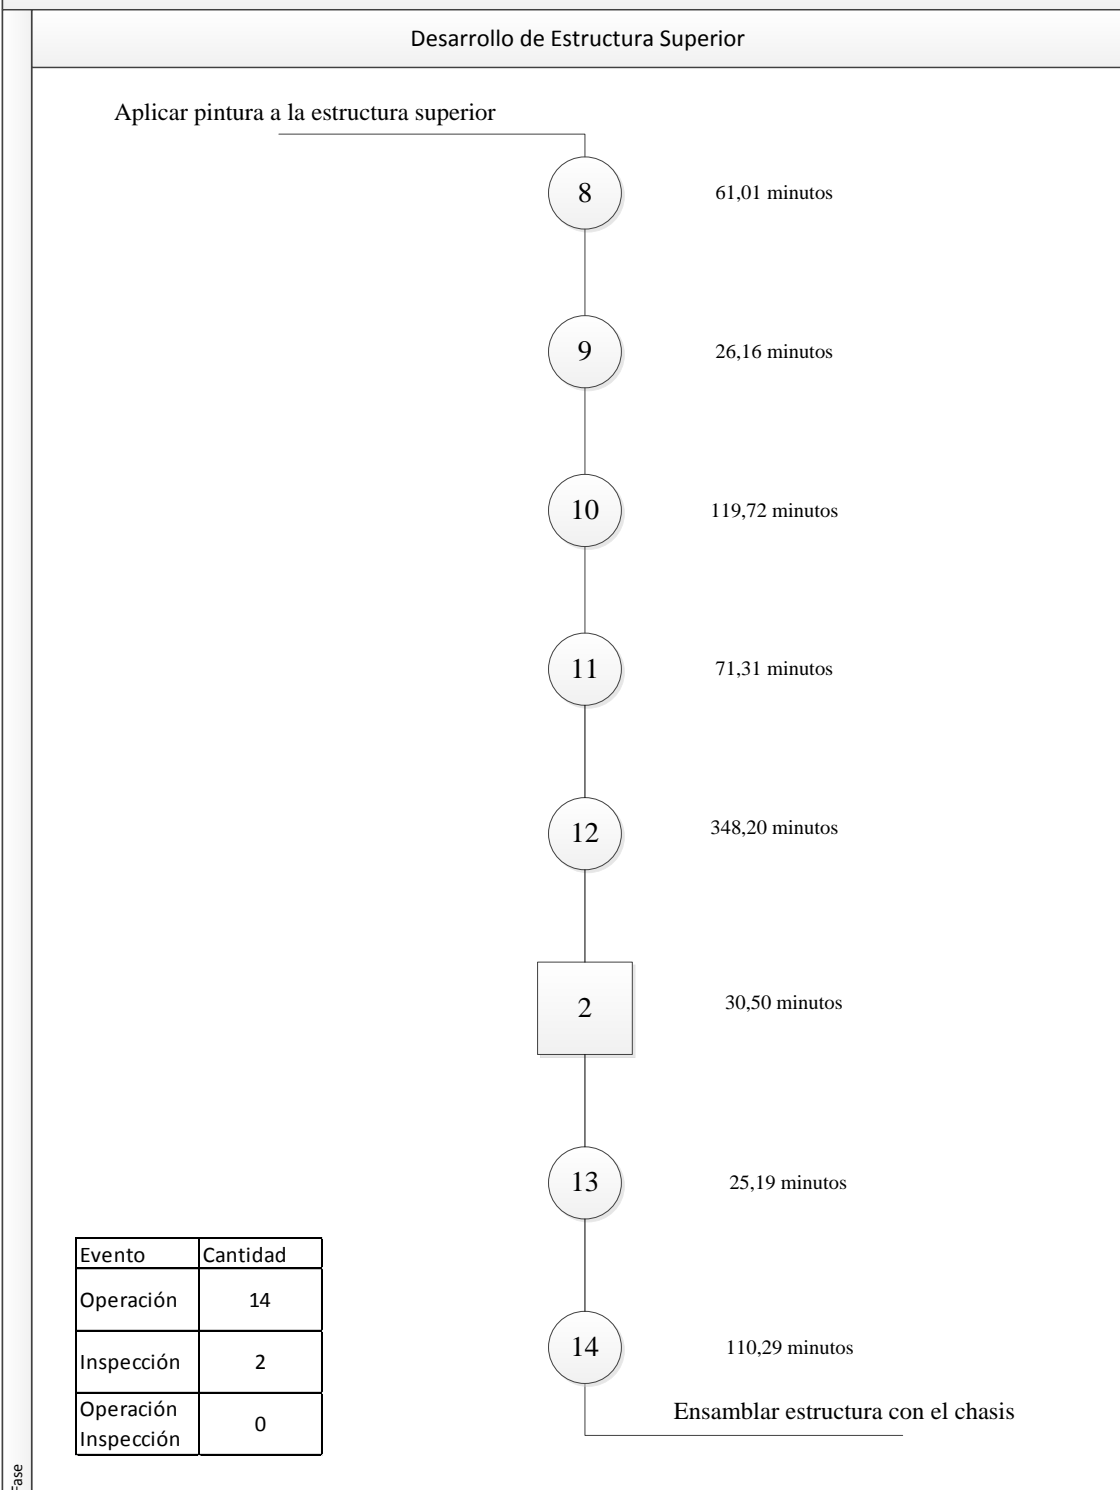 Desarrollo de Estructura Superior
Aplicar pintura a la estructura superior
8 61,01 minutos
9 26,16 minutos
10 119,72 minutos
11 71,31 minutos
12 348,20 minutos
2 30,50 minutos
13 25,19 minutos
14 110,29 minutos
Ensamblar estructura con el chasis
Evento Cantidad
Operación 14
Inspección 2
Operación
Inspección 0
Fase